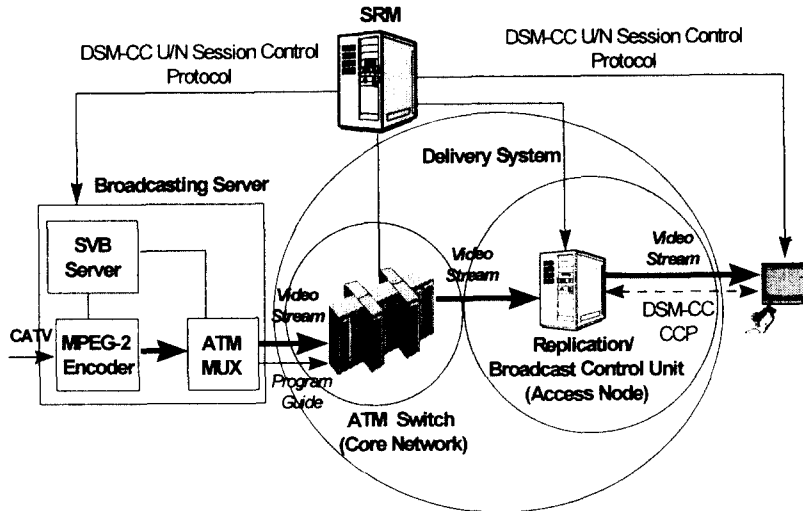 SRM
DSM-CC U/N Session Control
Protocol
DSM-CC U/N Session Control
Protocol
Delivery System
Broadcasting Server
SVB
Server
CATV
MPEG-2
Encoder
ATM
MUX
Video
Stream
Program
Guide
Video
Stream
Video
Stream
DSM-CC
CCP
ATM Switch
(Core Network)
Replication/
Broadcast Control Unit
(Access Node)